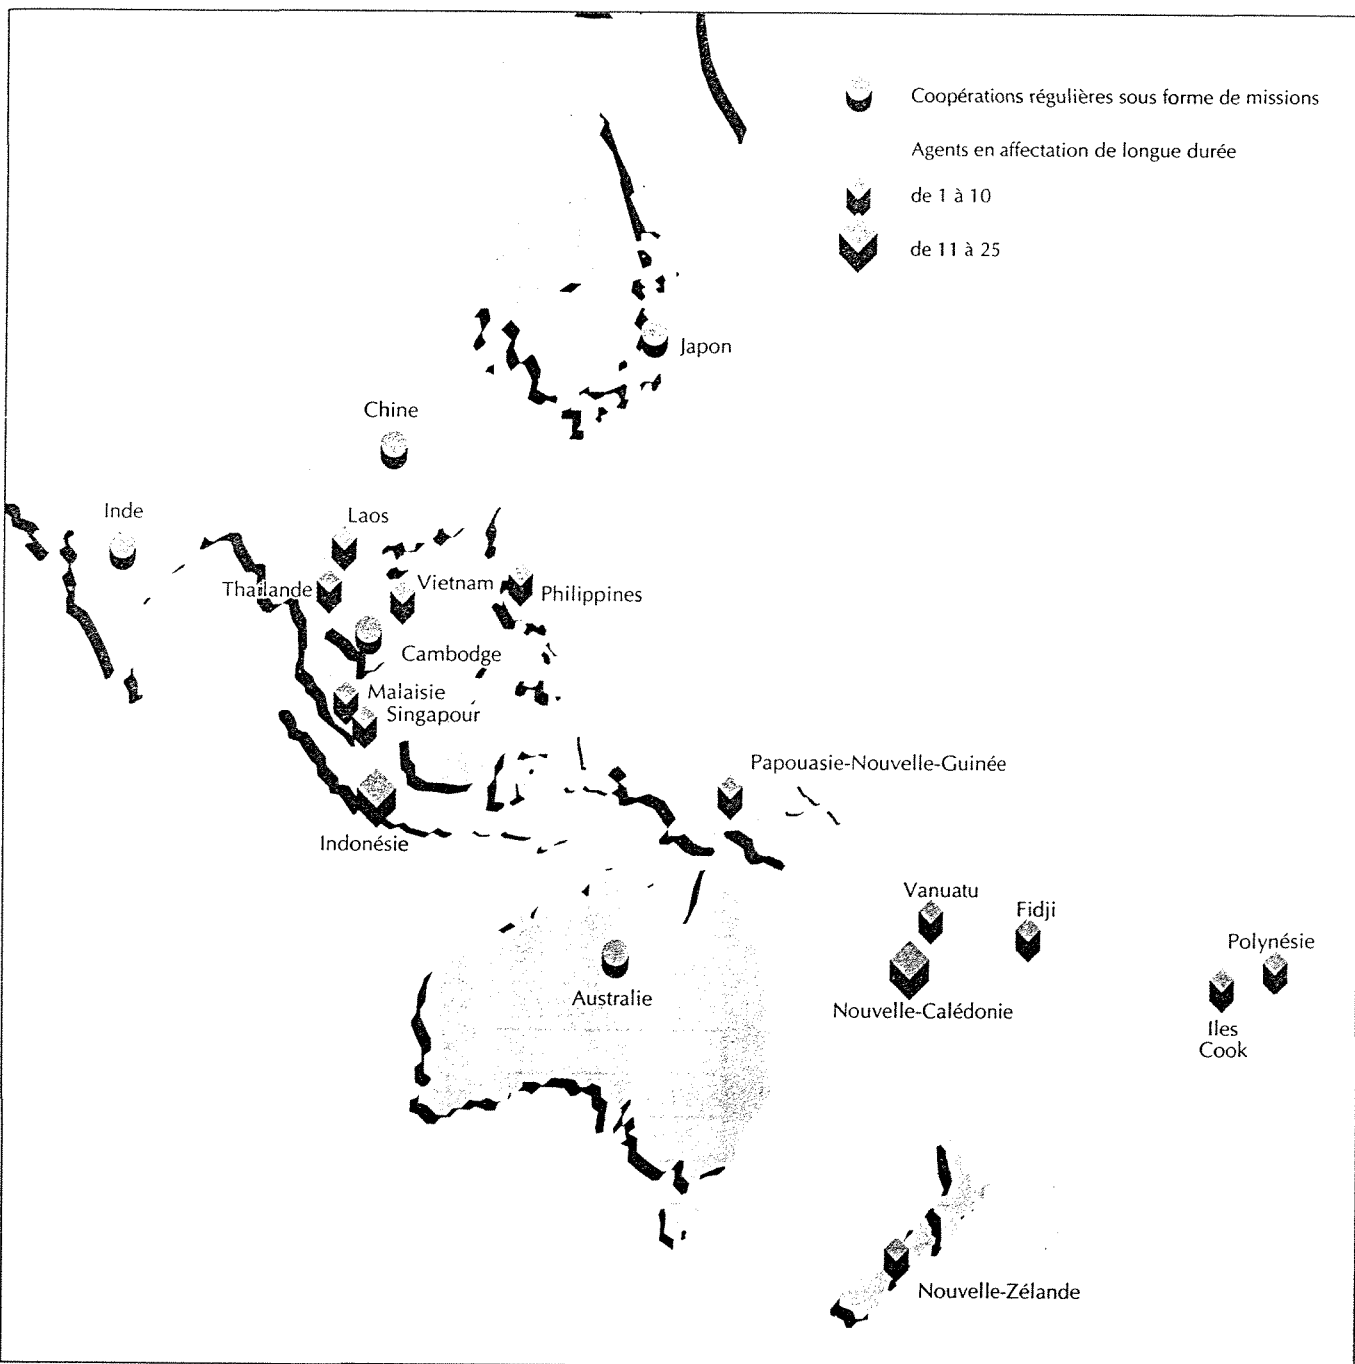 Coopérations régulières sous forme de missions
Agents en affectation de longue durée
de 1 à 10
de 11 à 25
Japon
Chine
Inde
Laos
Thaïlande
Vietnam
Philippines
Cambodge
Malaisie
Singapour
Papouasie-Nouvelle-Guinée
Indonésie
Vanuatu
Fidji
Polynésie
Australie
Nouvelle-Calédonie
Iles
Cook
Nouvelle-Zélande